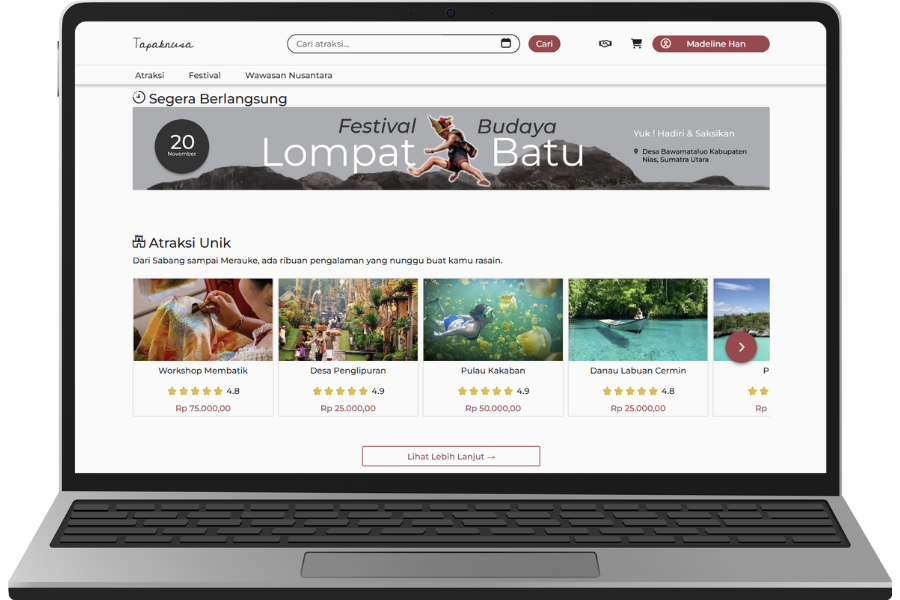 Tapaknusa
Cari atraksi...
Cari
Madeline Han
Atraksi
Festival
Wawasan Nusantara
Segera Berlangsung
20
November
Festival Budaya
Lompat Batu
Yuk ! Hadiri & Saksikan
Desa Bawamataluo Kabupaten
Nias, Sumatra Utara
Atraksi Unik
Dari Sabang sampai Merauke, ada ribuan pengalaman yang nunggu buat kamu rasain.
Workshop Membatik
4.8
Rp 75.000,00
Desa Penglipuran
4.9
Rp 25.000,00
Pulau Kakaban
4.9
Rp 50.000,00
Danau Labuan Cermin
4.8
Rp 25.000,00
P
Rp
Lihat Lebih Lanjut →